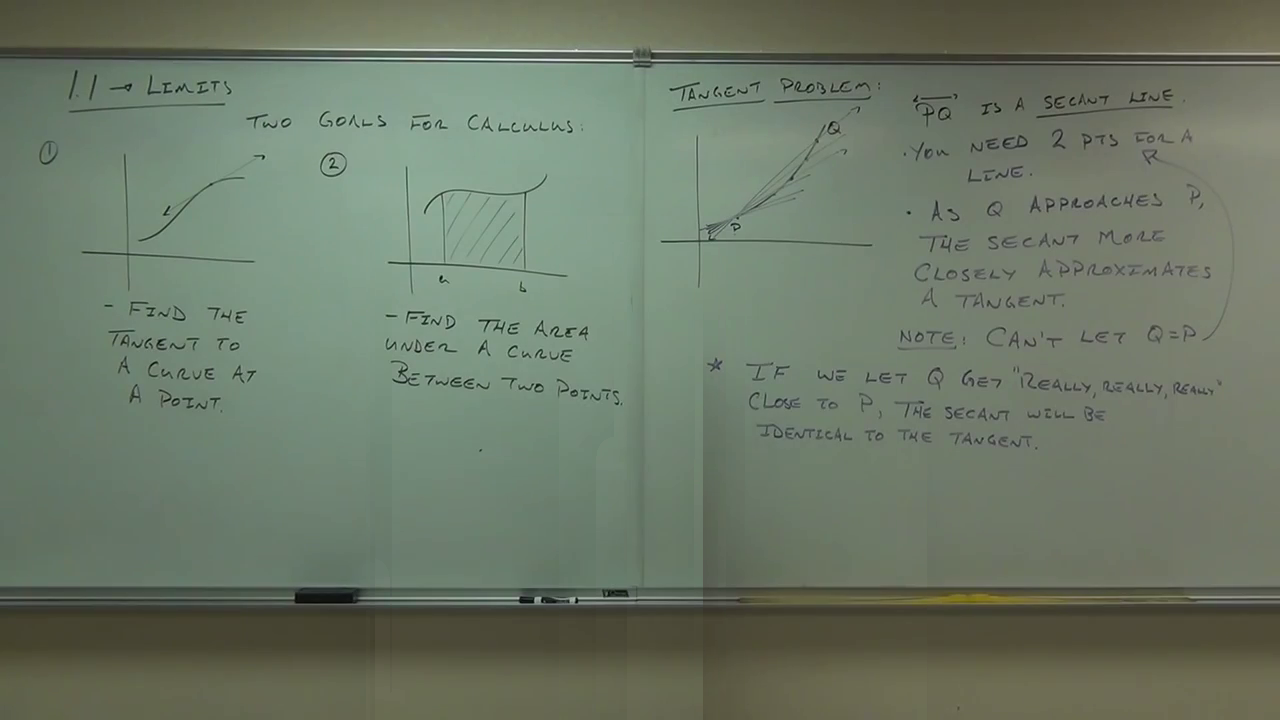 1.1 → LIMITS
TWO GOALS FOR CALCULUS:
①
②
a
b
- FIND THE
TANGENT TO
A CURVE AT
A POINT.
- FIND THE AREA
UNDER A CURVE
BETWEEN TWO POINTS.
TANGENT PROBLEM:
Q
P
PQ IS A SECANT LINE.
· YOU NEED 2 PTS FOR A
LINE.
· AS Q APPROACHES P,
THE SECANT MORE
CLOSELY APPROXIMATES
A TANGENT.
NOTE: CAN'T LET Q=P
* IF WE LET Q GET "REALLY, REALLY, REALLY"
CLOSE TO P, THE SECANT WILL BE
IDENTICAL TO THE TANGENT.